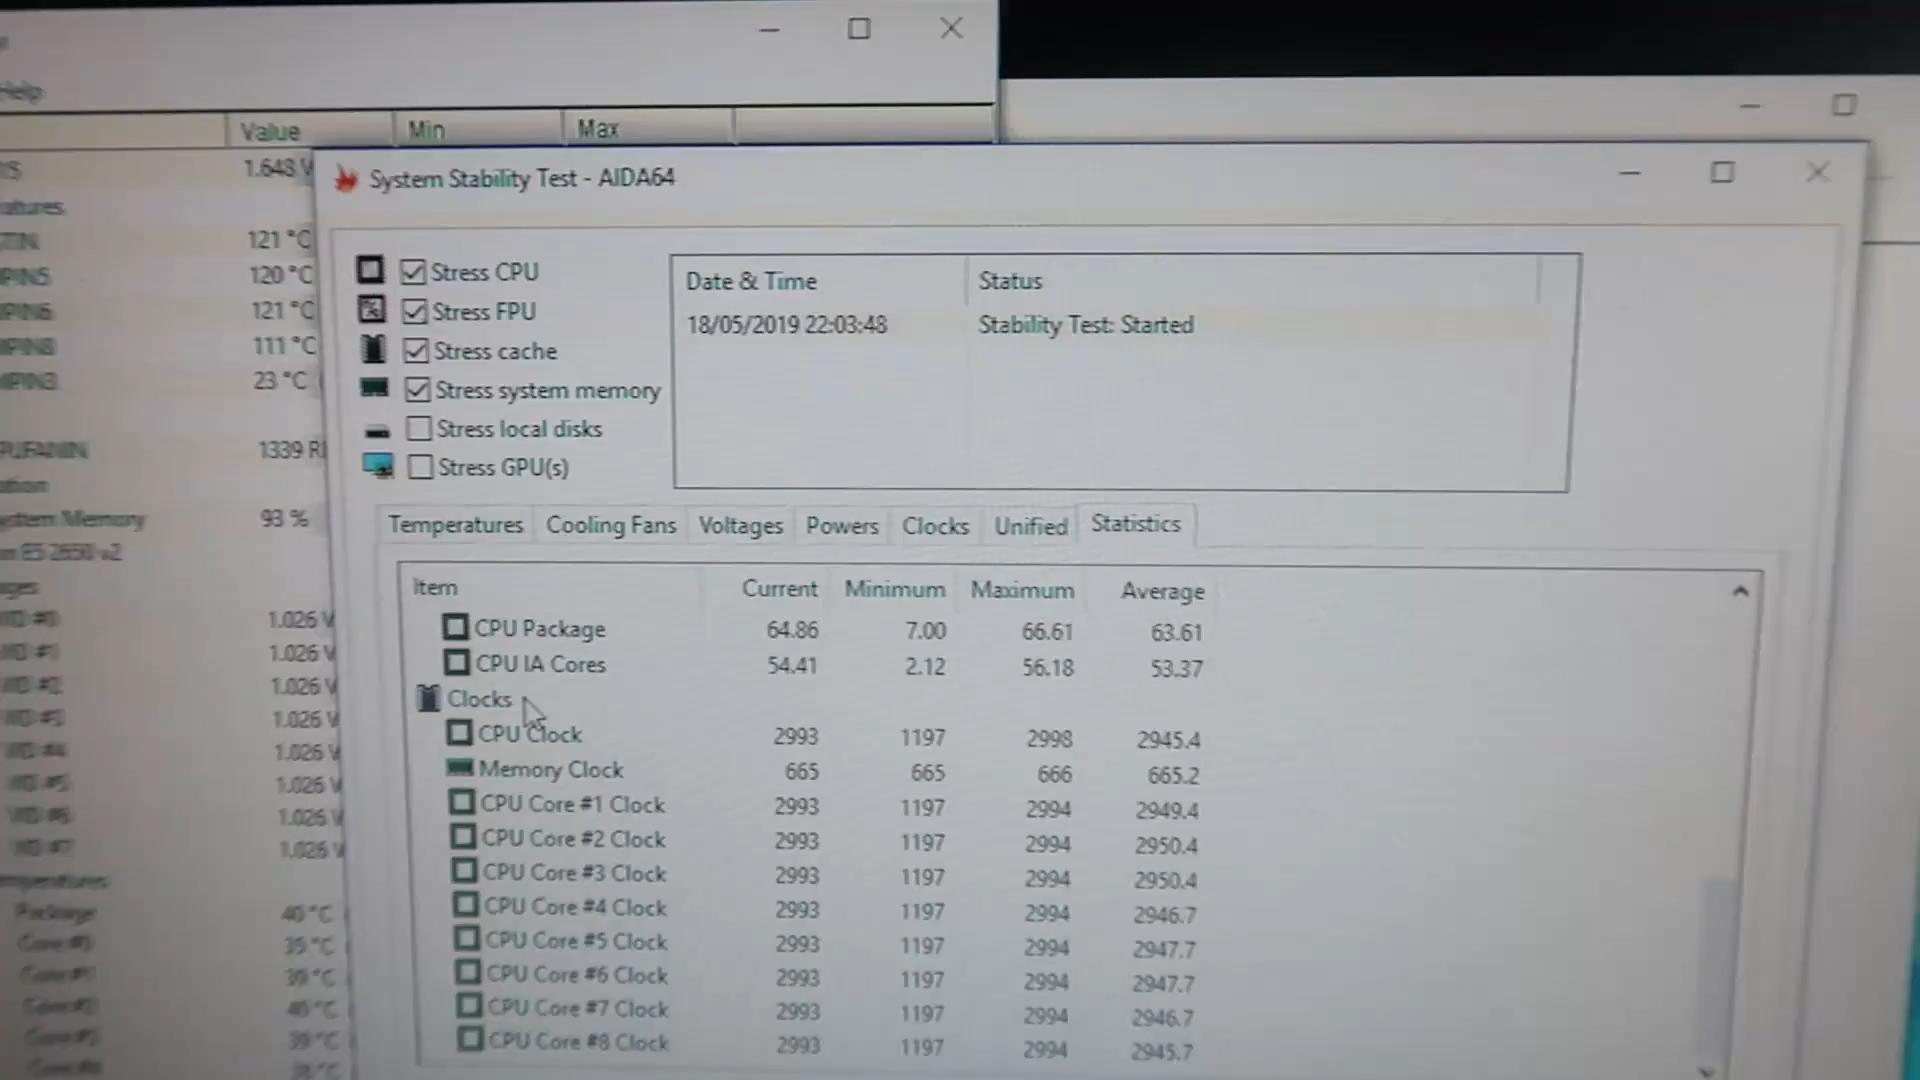 Help
Value Min Max
1.648 V
121 °C
120 °C
121 °C
111 °C
23 °C
1339
93 %
1.026 V
1.026 V
1.026 V
1.026 V
1.026 V
1.026 V
1.026 V
1.026 V
Package 40 °C
System Stability Test - AIDA64
Stress CPU
Stress FPU
Stress cache
Stress system memory
Stress local disks
Stress GPU(s)
Date & Time Status
18/05/2019 22:03:48 Stability Test: Started
Temperatures Cooling Fans Voltages Powers Clocks Unified Statistics
Item Current Minimum Maximum Average
CPU Package 64.86 7.00 66.61 63.61
CPU IA Cores 54.41 2.12 56.18 53.37
Clocks
CPU Clock 2993 1197 2998 2945.4
Memory Clock 665 665 666 665.2
CPU Core #1 Clock 2993 1197 2994 2949.4
CPU Core #2 Clock 2993 1197 2994 2950.4
CPU Core #3 Clock 2993 1197 2994 2950.4
CPU Core #4 Clock 2993 1197 2994 2946.7
CPU Core #5 Clock 2993 1197 2994 2947.7
CPU Core #6 Clock 2993 1197 2994 2947.7
CPU Core #7 Clock 2993 1197 2994 2946.7
CPU Core #8 Clock 2993 1197 2994 2945.7